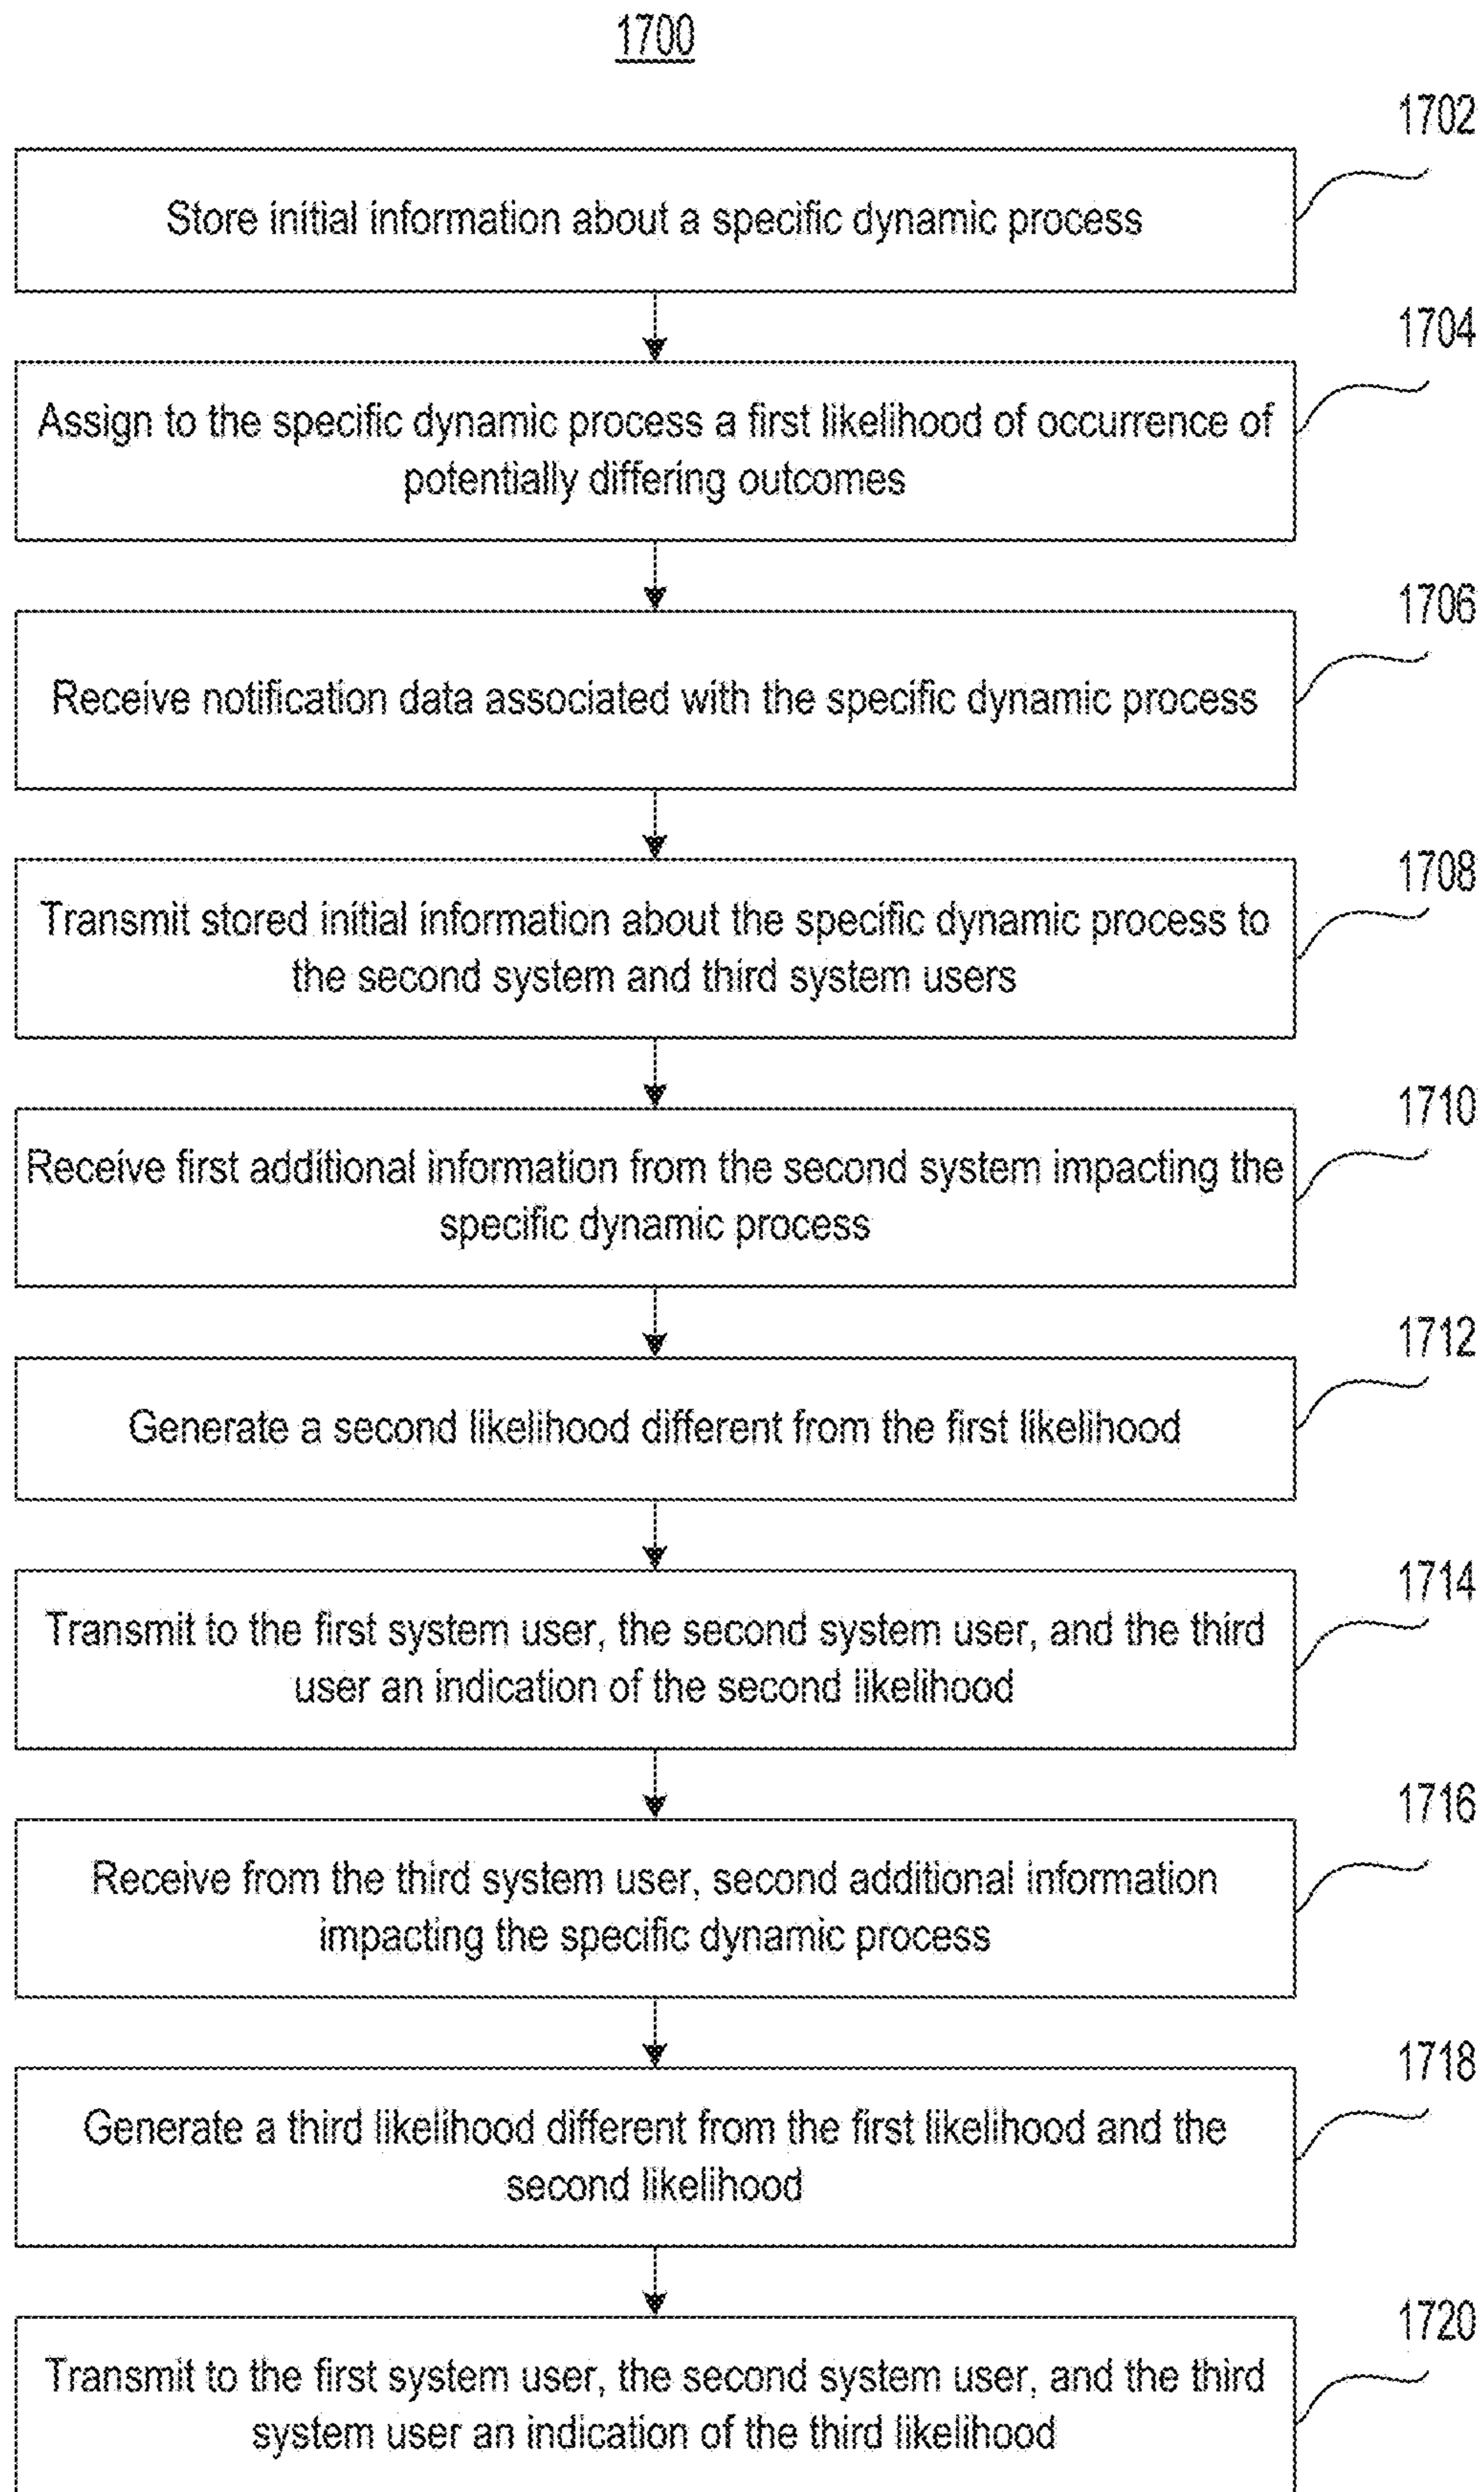 1700
1702
Store initial information about a specific dynamic process
1704
Assign to the specific dynamic process a first likelihood of occurrence of
potentially differing outcomes
1706
Receive notification data associated with the specific dynamic process
1708
Transmit stored initial information about the specific dynamic process to
the second system and third system users
1710
Receive first additional information from the second system impacting the
specific dynamic process
1712
Generate a second likelihood different from the first likelihood
1714
Transmit to the first system user, the second system user, and the third
user an indication of the second likelihood
1716
Receive from the third system user, second additional information
impacting the specific dynamic process
1718
Generate a third likelihood different from the first likelihood and the
second likelihood
1720
Transmit to the first system user, the second system user, and the third
system user an indication of the third likelihood